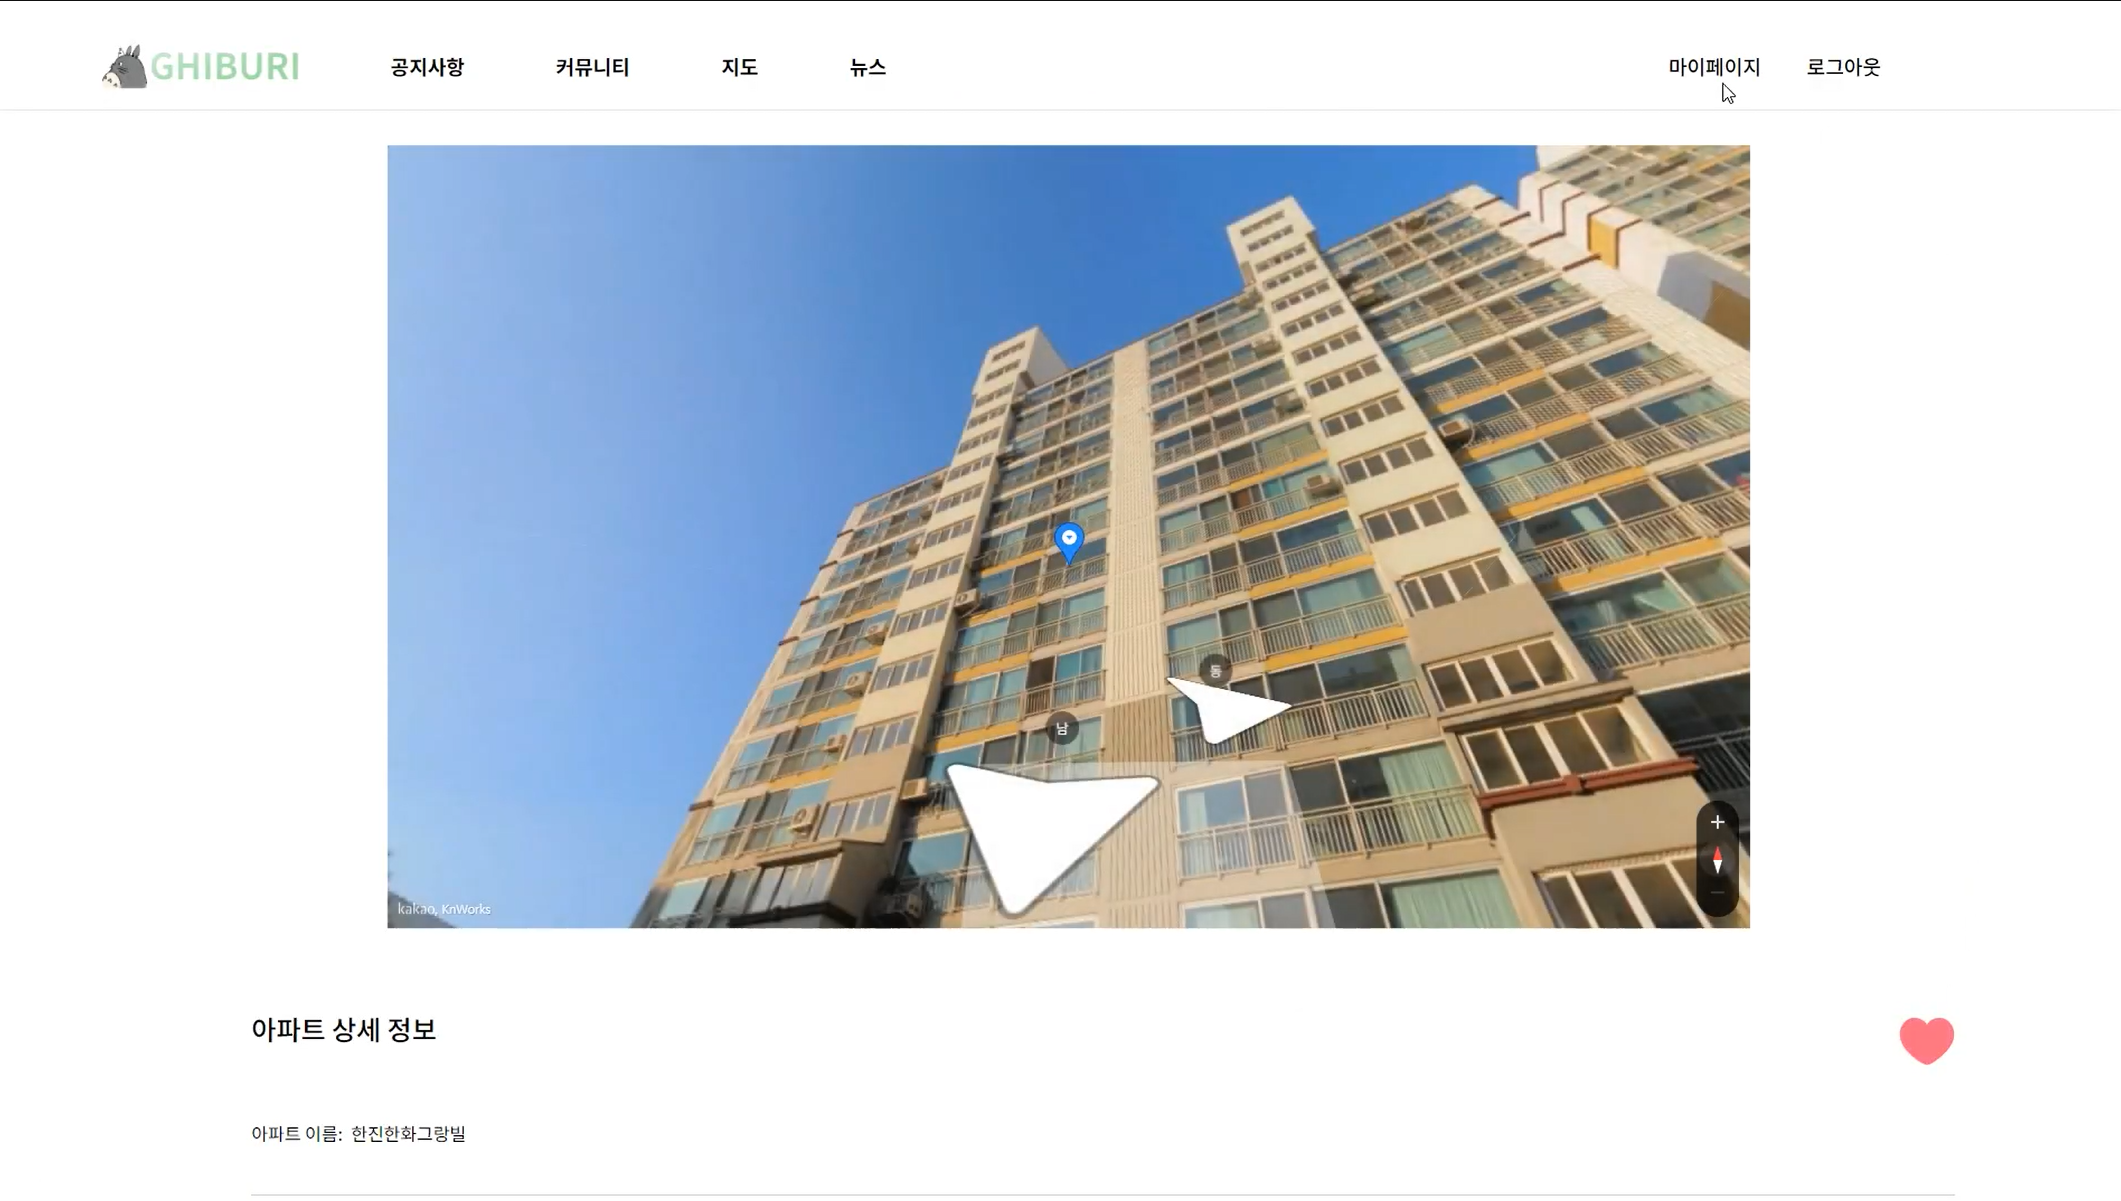 GHIBURI 공지사항 커뮤니티 지도 뉴스 마이페이지 로그아웃
동
남
kakao, KnWorks
아파트 상세 정보
아파트 이름: 한진한화그랑빌